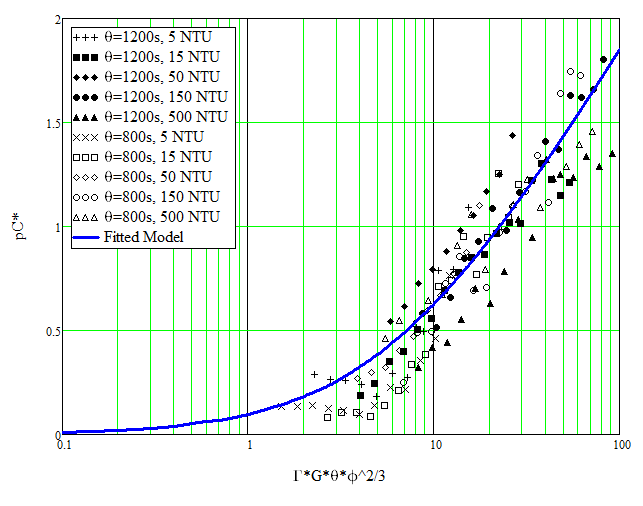 2
θ=1200s, 5 NTU
θ=1200s, 15 NTU
θ=1200s, 50 NTU
θ=1200s, 150 NTU
θ=1200s, 500 NTU
θ=800s, 5 NTU
θ=800s, 15 NTU
θ=800s, 50 NTU
θ=800s, 150 NTU
θ=800s, 500 NTU
Fitted Model
1.5
1
0.5
0
pC*
0.1
1
10
100
Γ*G*θ*ϕ^2/3